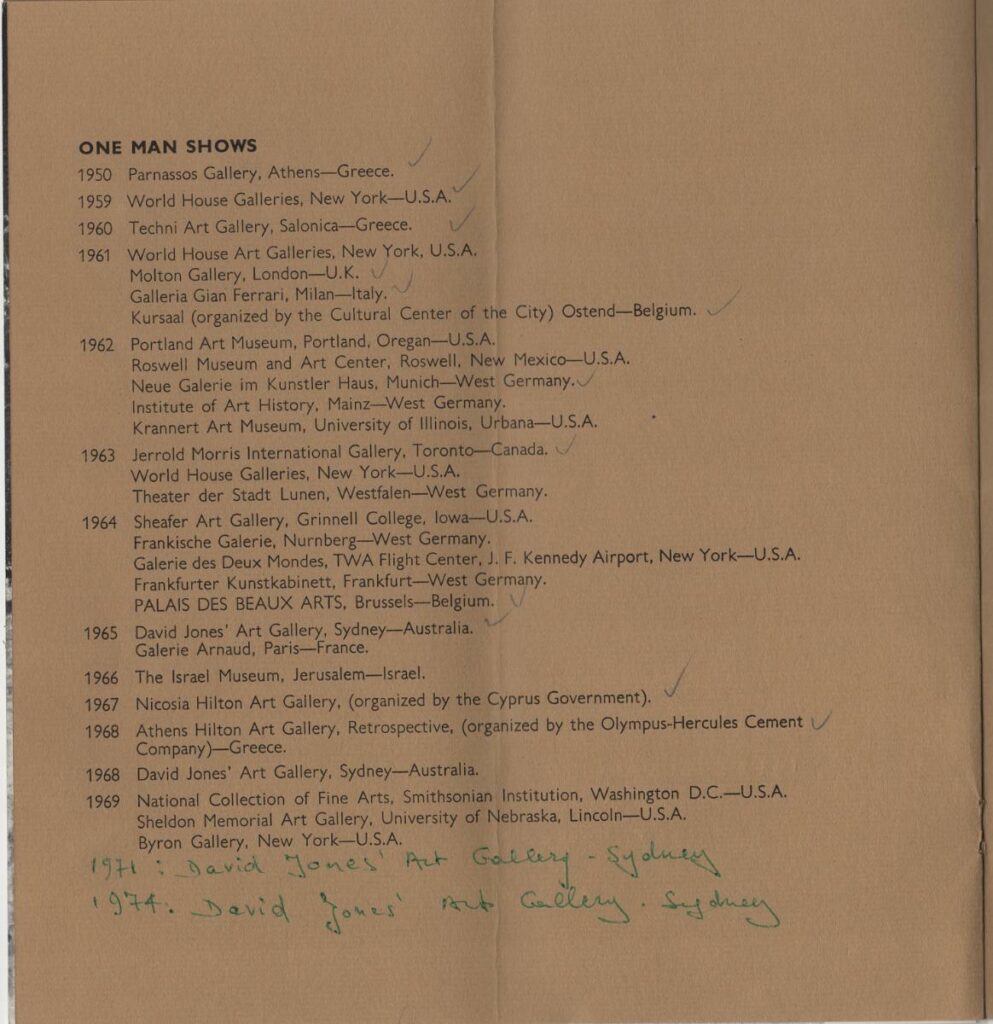 ONE MAN SHOWS
1950 Parnassos Gallery, Athens—Greece.
1959 World House Galleries, New York—U.S.A.
1960 Techni Art Gallery, Salonica—Greece.
1961 World House Art Galleries, New York, U.S.A.
Molton Gallery, London—U.K.
Galleria Gian Ferrari, Milan—Italy.
Kursaal (organized by the Cultural Center of the City) Ostend—Belgium.
1962 Portland Art Museum, Portland, Oregon—U.S.A.
Roswell Museum and Art Center, Roswell, New Mexico—U.S.A.
Neue Galerie im Kunstler Haus, Munich—West Germany.
Institute of Art History, Mainz—West Germany.
Krannert Art Museum, University of Illinois, Urbana—U.S.A.
1963 Jerrold Morris International Gallery, Toronto—Canada.
World House Galleries, New York—U.S.A.
Theater der Stadt Lunen, Westfalen—West Germany.
1964 Sheafer Art Gallery, Grinnell College, Iowa—U.S.A.
Frankische Galerie, Nurnberg—West Germany.
Galerie des Deux Mondes, TWA Flight Center, J. F. Kennedy Airport, New York—U.S.A.
Frankfurter Kunstkabinett, Frankfurt—West Germany.
PALAIS DES BEAUX ARTS, Brussels—Belgium.
1965 David Jones' Art Gallery, Sydney—Australia.
Galerie Arnaud, Paris—France.
1966 The Israel Museum, Jerusalem—Israel.
1967 Nicosia Hilton Art Gallery, (organized by the Cyprus Government).
1968 Athens Hilton Art Gallery, Retrospective, (organized by the Olympus-Hercules Cement
Company)—Greece.
1968 David Jones' Art Gallery, Sydney—Australia.
1969 National Collection of Fine Arts, Smithsonian Institution, Washington D.C.—U.S.A.
Sheldon Memorial Art Gallery, University of Nebraska, Lincoln—U.S.A.
Byron Gallery, New York—U.S.A.
1971: David Jones' Art Gallery - Sydney
1974: David Jones' Art Gallery. Sydney